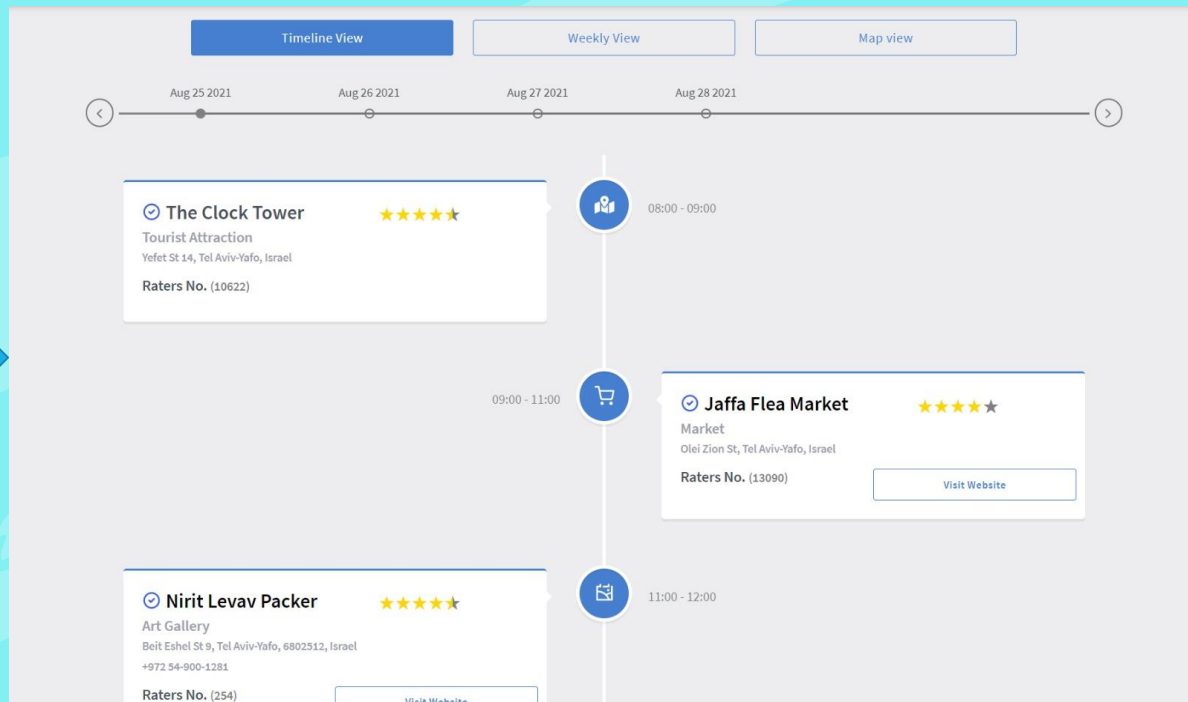 Timeline View
Weekly View
Map view
Aug 25 2021
Aug 26 2021
Aug 27 2021
Aug 28 2021
The Clock Tower
Tourist Attraction
Yefet St 14, Tel Aviv-Yafo, Israel
Raters No. (10622)
08:00 - 09:00
09:00 - 11:00
Jaffa Flea Market
Market
Olei Zion St, Tel Aviv-Yafo, Israel
Raters No. (13090)
Visit Website
Nirit Levav Packer
Art Gallery
Beit Eshel St 9, Tel Aviv-Yafo, 6802512, Israel
+972 54-900-1281
Raters No. (254)
Visit Website
11:00 - 12:00